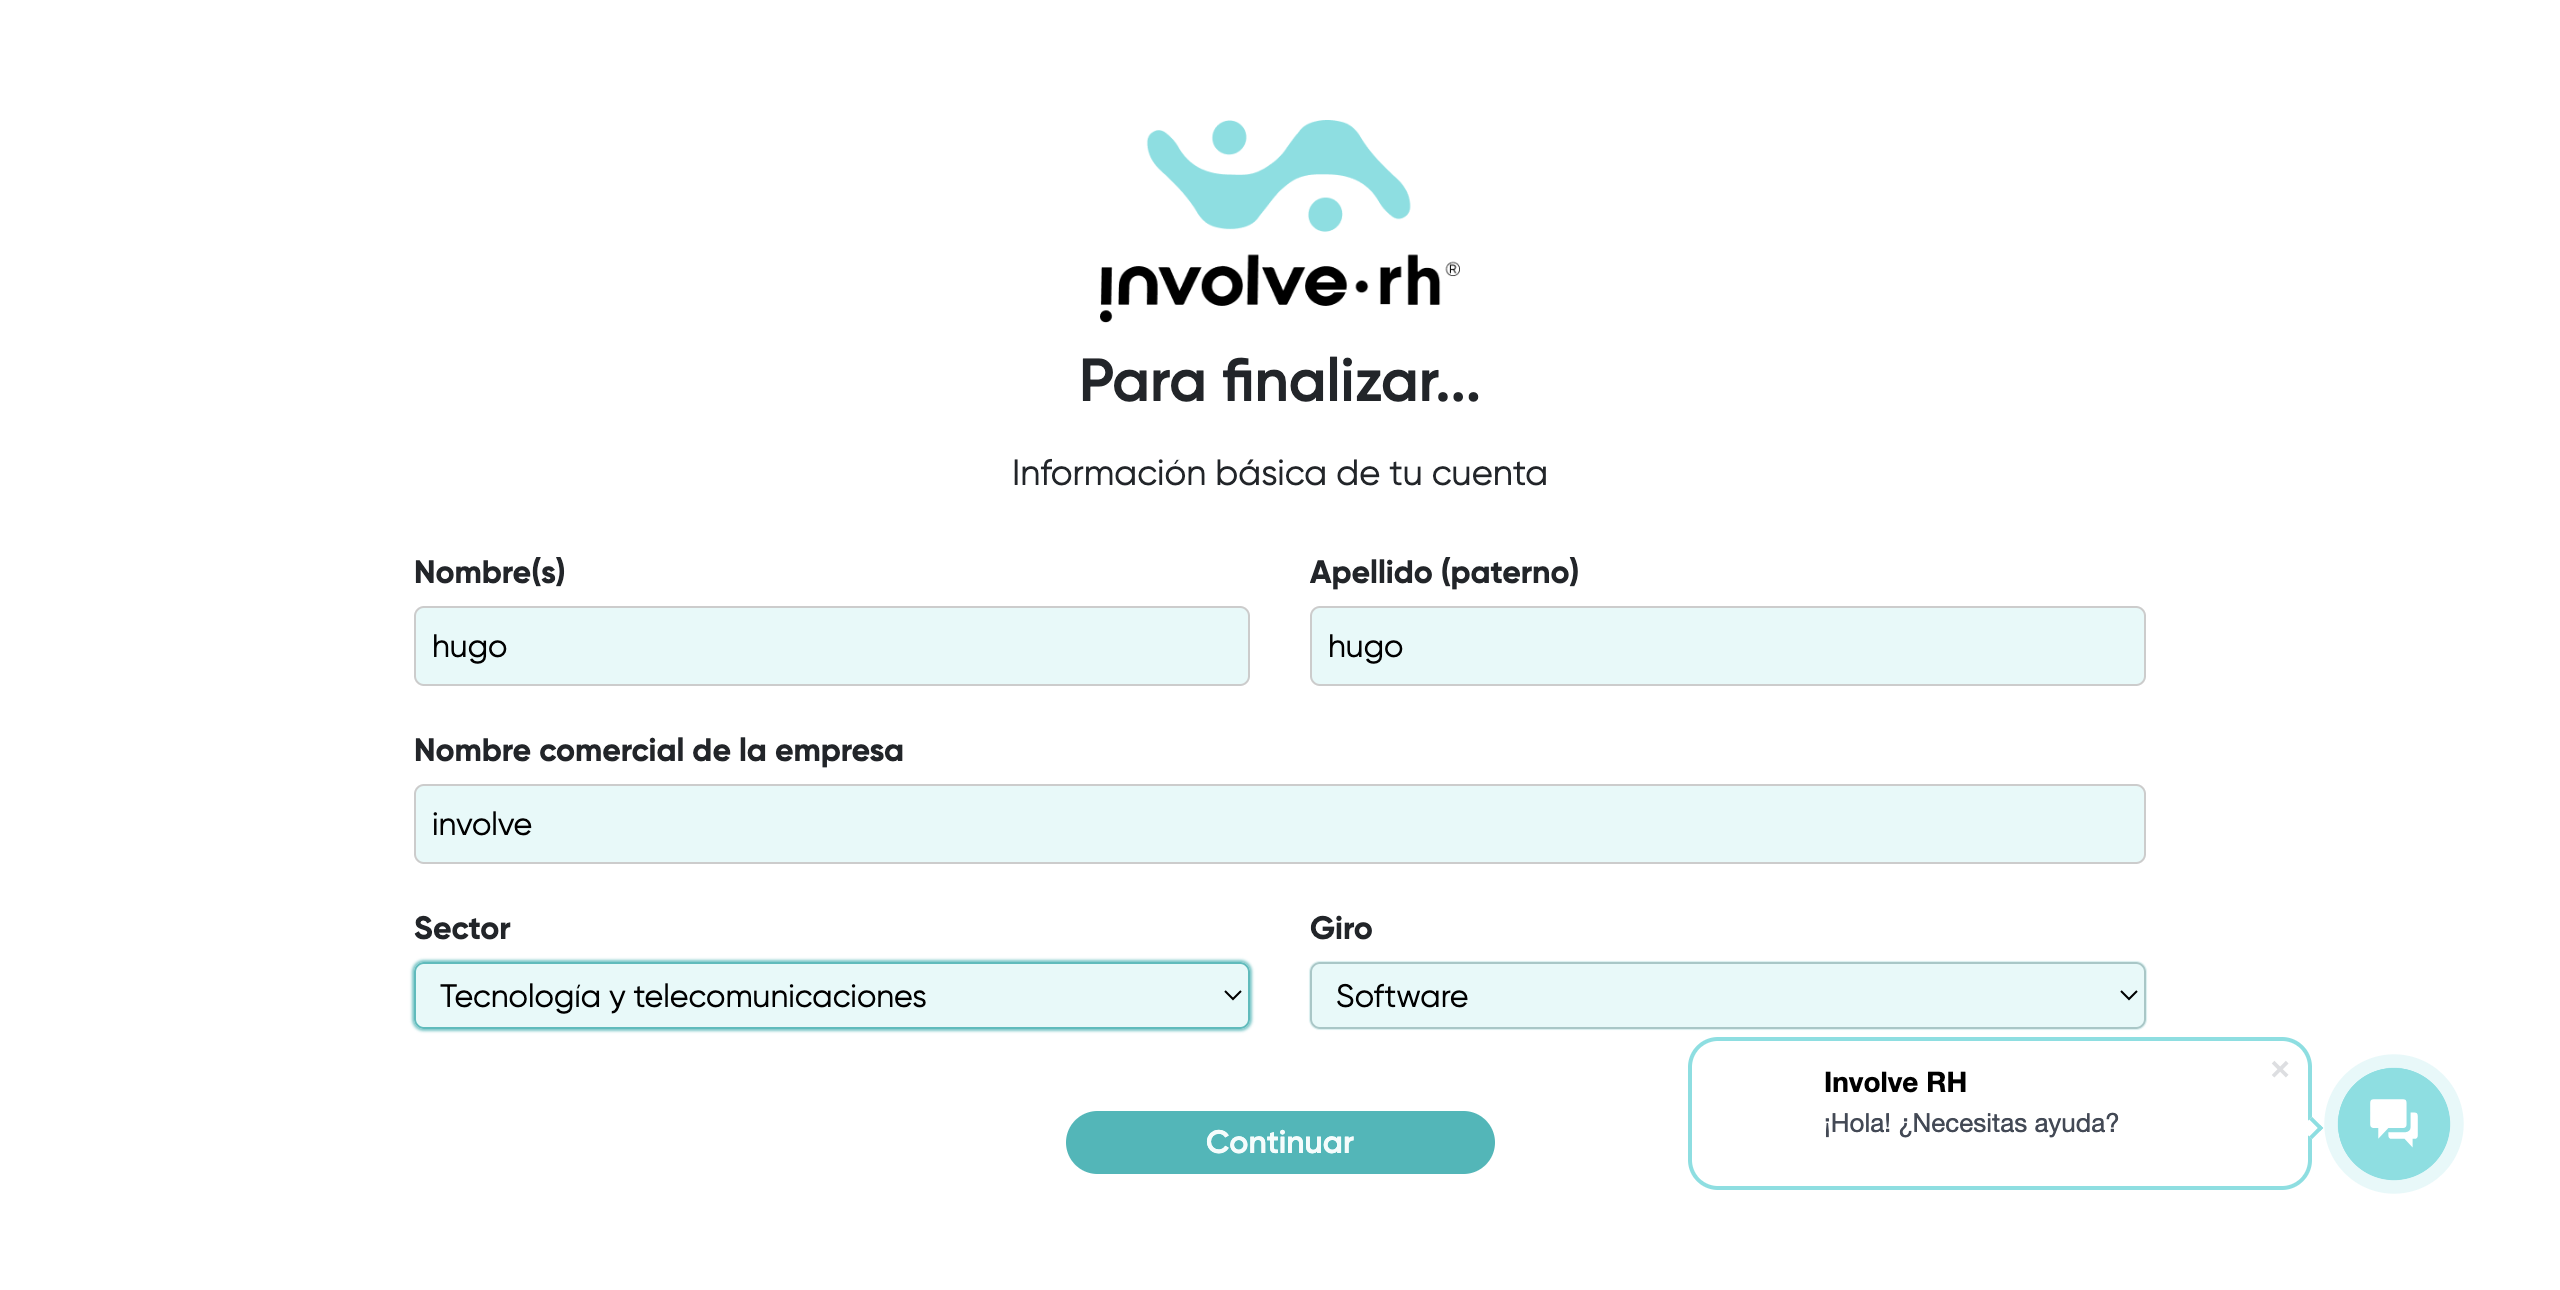 involve·rh®
Para finalizar...
Información básica de tu cuenta
Nombre(s)
Apellido (paterno)
hugo
hugo
Nombre comercial de la empresa
involve
Sector
Giro
Tecnología y telecomunicaciones
Software
Involve RH
¡Hola! ¿Necesitas ayuda?
Continuar